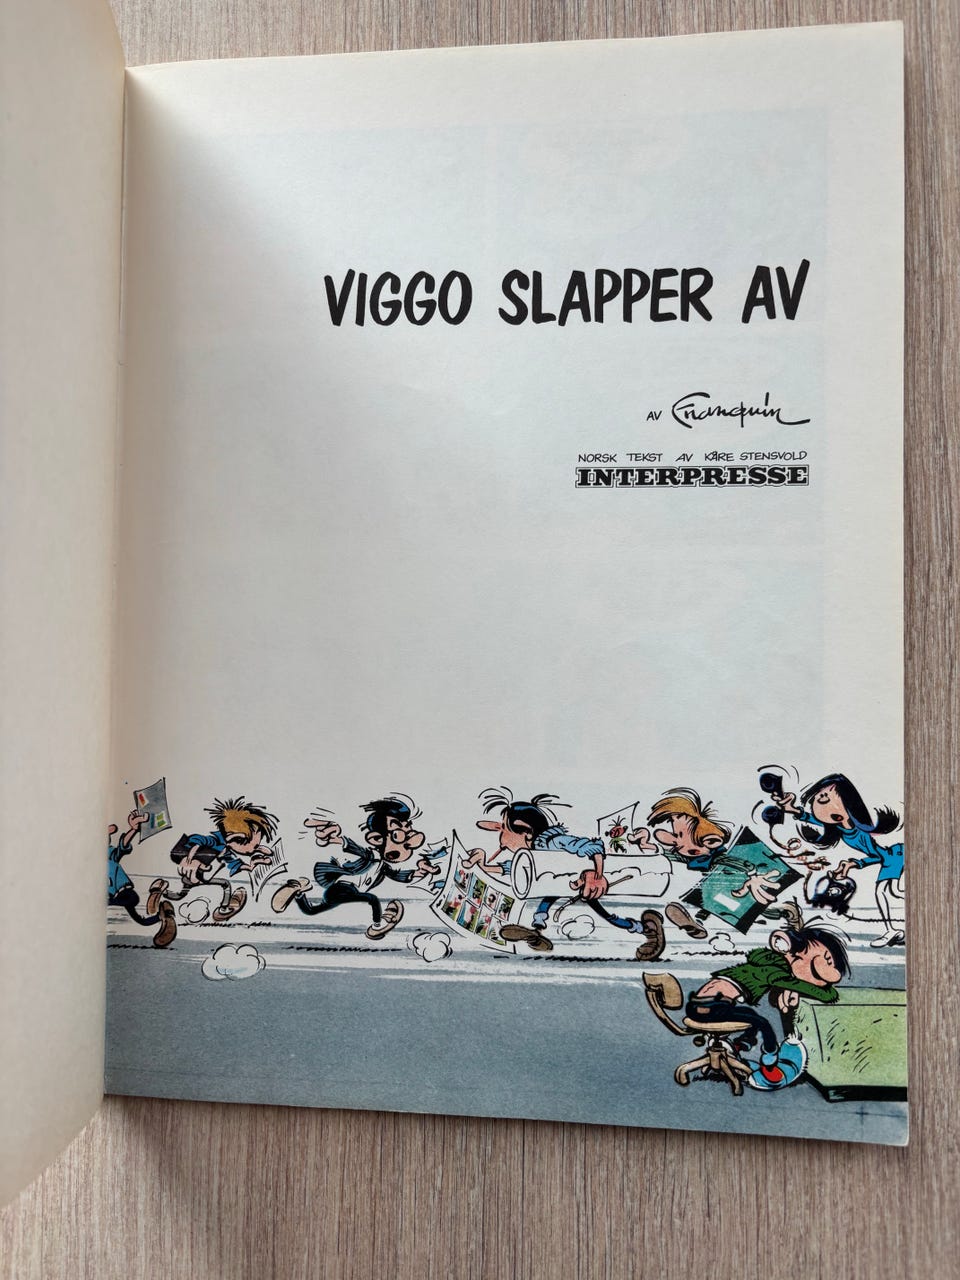 VIGGO SLAPPER AV
AV Franquin
NORSK TEKST AV KÅRE STENSVOLD
INTERPRESSE